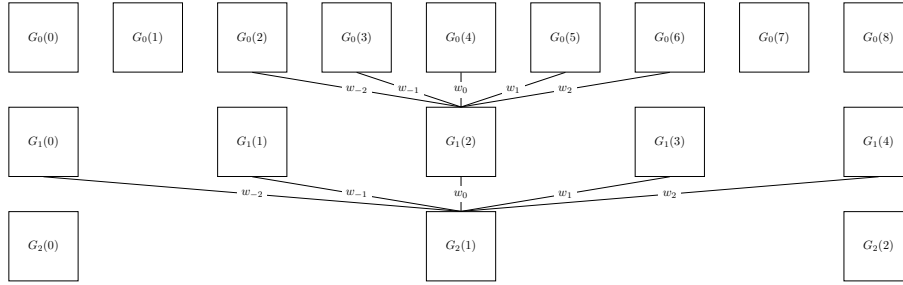 G₀(0) G₀(1) G₀(2) G₀(3) G₀(4) G₀(5) G₀(6) G₀(7) G₀(8)
w₋₂ w₋₁ w₀ w₁ w₂
G₁(0) G₁(1) G₁(2) G₁(3) G₁(4)
w₋₂ w₋₁ w₀ w₁ w₂
G₂(0) G₂(1) G₂(2)